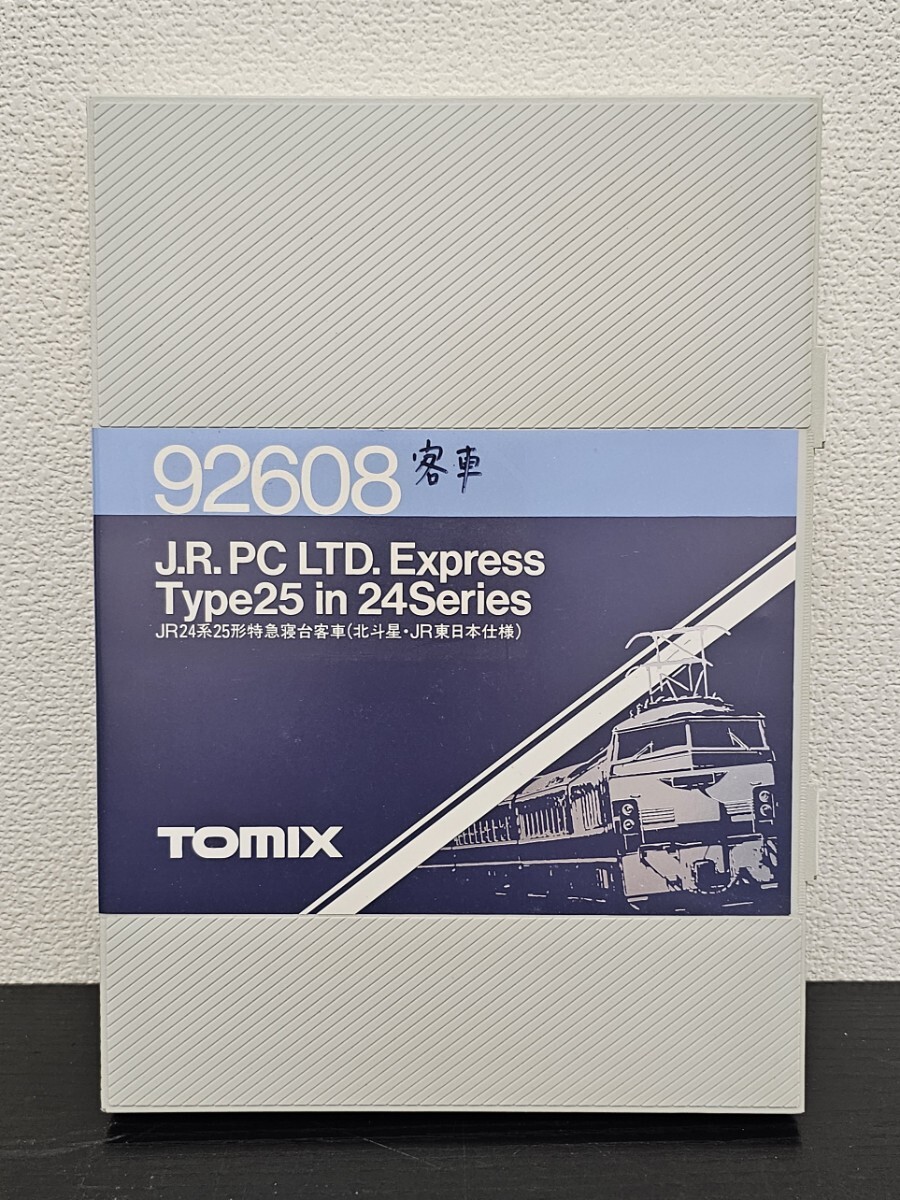 92608 客車
J.R. PC LTD. Express
Type25 in 24Series
JR24系25形特急寝台客車(北斗星・JR東日本仕様)
TOMIX